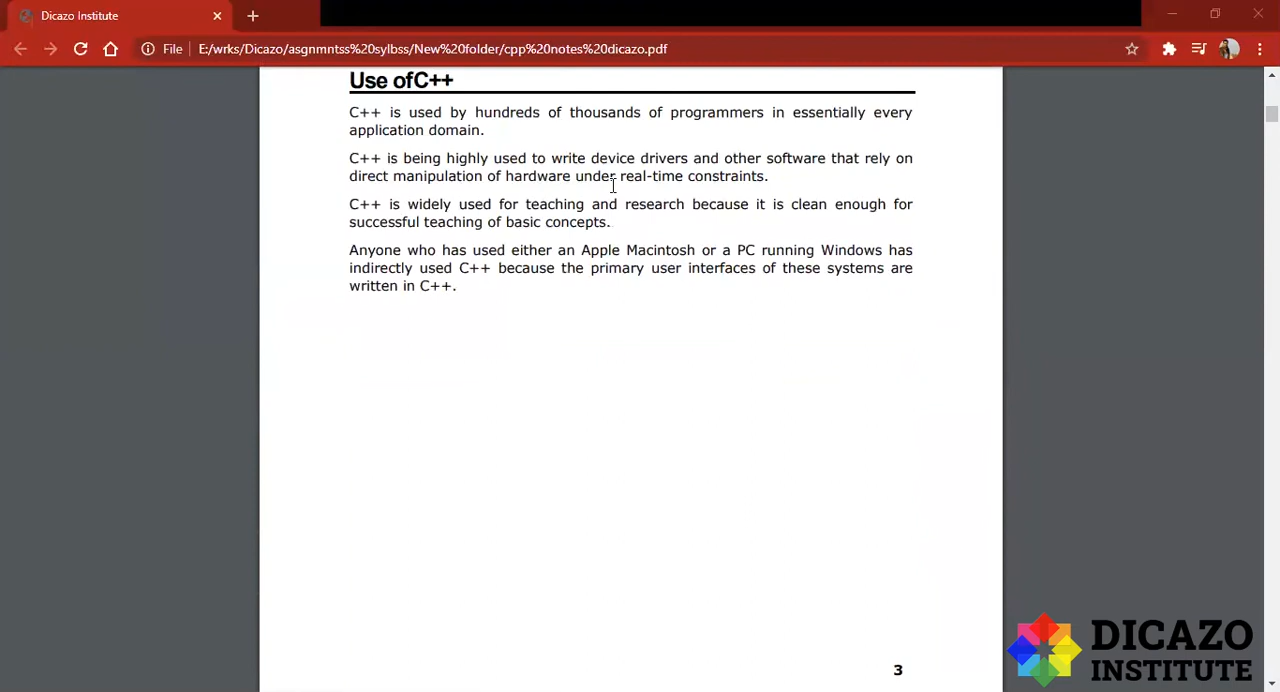 Dicazo Institute
File
E:/wrks/Dicazo/asgnmntss%20sylbss/New%20folder/cpp%20notes%20dicazo.pdf
Use ofC++
C++ is used by hundreds of thousands of programmers in essentially every
application domain.
C++ is being highly used to write device drivers and other software that rely on
direct manipulation of hardware under real-time constraints.
C++ is widely used for teaching and research because it is clean enough for
successful teaching of basic concepts.
Anyone who has used either an Apple Macintosh or a PC running Windows has
indirectly used C++ because the primary user interfaces of these systems are
written in C++.
3
DICAZO
INSTITUTE